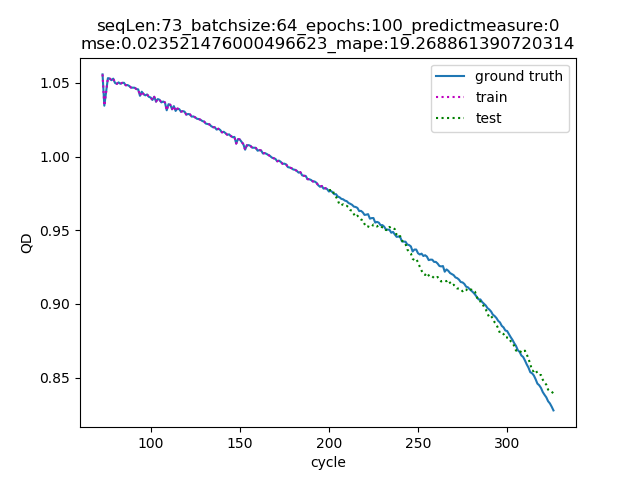 seqLen:73_batchsize:64_epochs:100_predictmeasure:0
mse:0.023521476000496623_mape:19.268861390720314
ground truth
train
test
1.05
1.00
0.95
0.90
0.85
QD
100 150 200 250 300
cycle